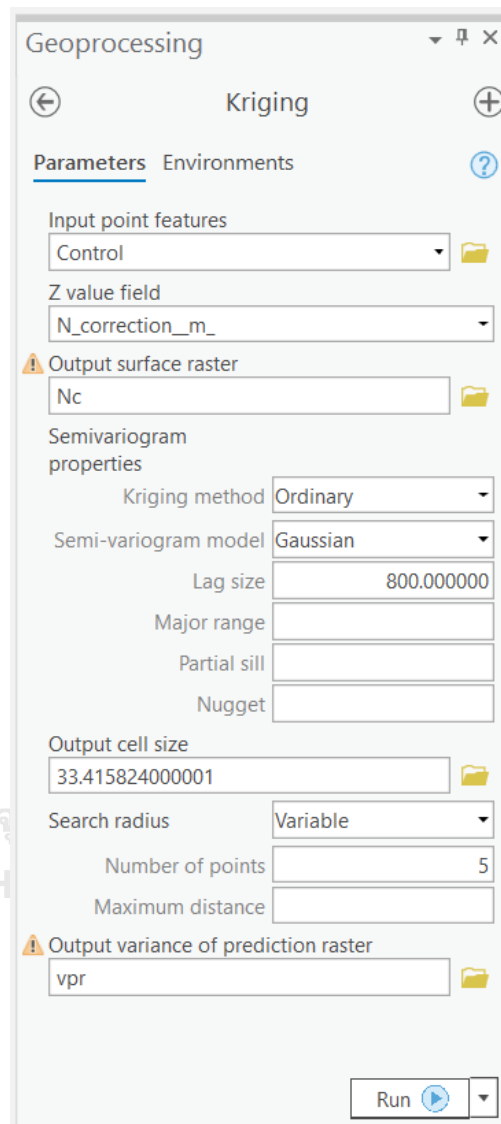 Geoprocessing
Kriging
Parameters Environments
Input point features
Control
Z value field
N_correction__m_
Output surface raster
Nc
Semivariogram
properties
Kriging method Ordinary
Semi-variogram model Gaussian
Lag size 800.000000
Major range
Partial sill
Nugget
Output cell size
33.415824000001
Search radius Variable
Number of points 5
Maximum distance
Output variance of prediction raster
vpr
Run